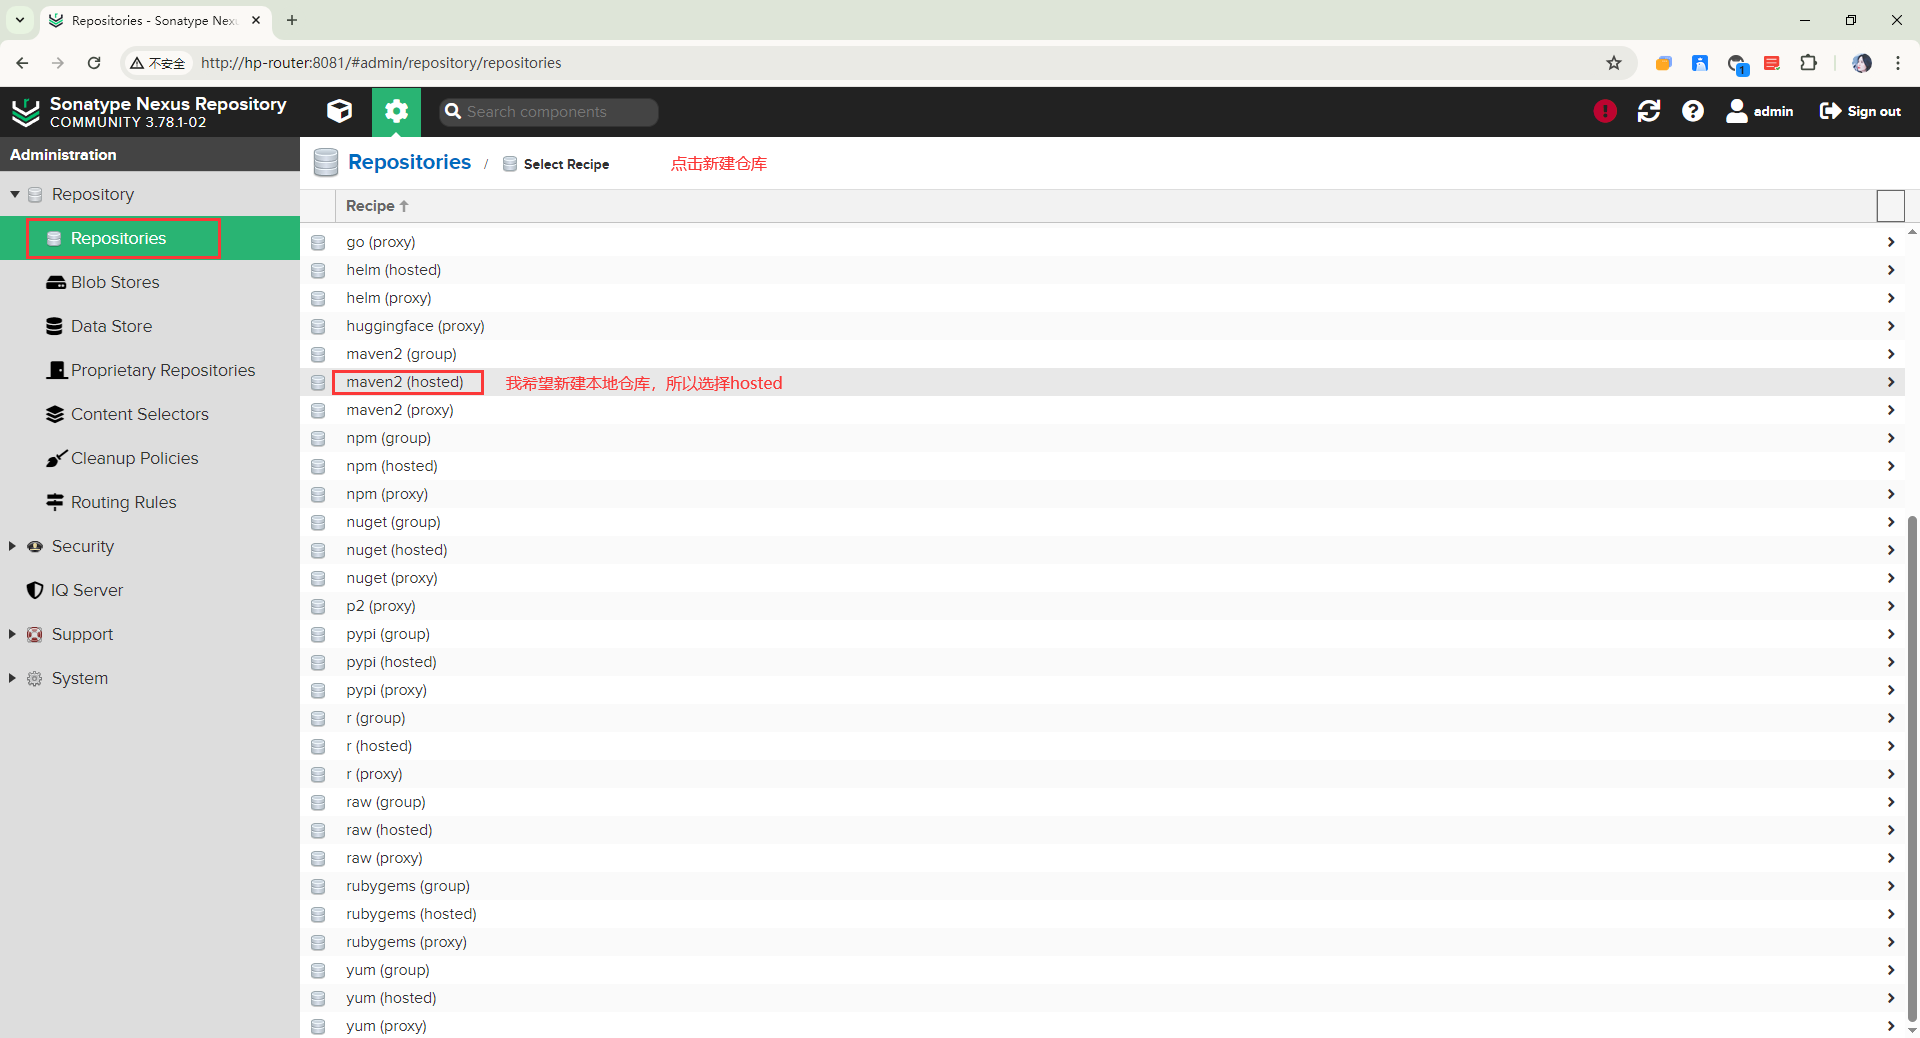 Repositories - Sonatype Nexu
不安全
http://hp-router:8081/#admin/repository/repositories
1
Sonatype Nexus Repository
COMMUNITY 3.78.1-02
Search components
admin
Sign out
Administration
Repository
Repositories
Blob Stores
Data Store
Proprietary Repositories
Content Selectors
Cleanup Policies
Routing Rules
Security
IQ Server
Support
System
Repositories / Select Recipe
点击新建仓库
Recipe
go (proxy)
helm (hosted)
helm (proxy)
huggingface (proxy)
maven2 (group)
maven2 (hosted)
我希望新建本地仓库，所以选择hosted
maven2 (proxy)
npm (group)
npm (hosted)
npm (proxy)
nuget (group)
nuget (hosted)
nuget (proxy)
p2 (proxy)
pypi (group)
pypi (hosted)
pypi (proxy)
r (group)
r (hosted)
r (proxy)
raw (group)
raw (hosted)
raw (proxy)
rubygems (group)
rubygems (hosted)
rubygems (proxy)
yum (group)
yum (hosted)
yum (proxy)